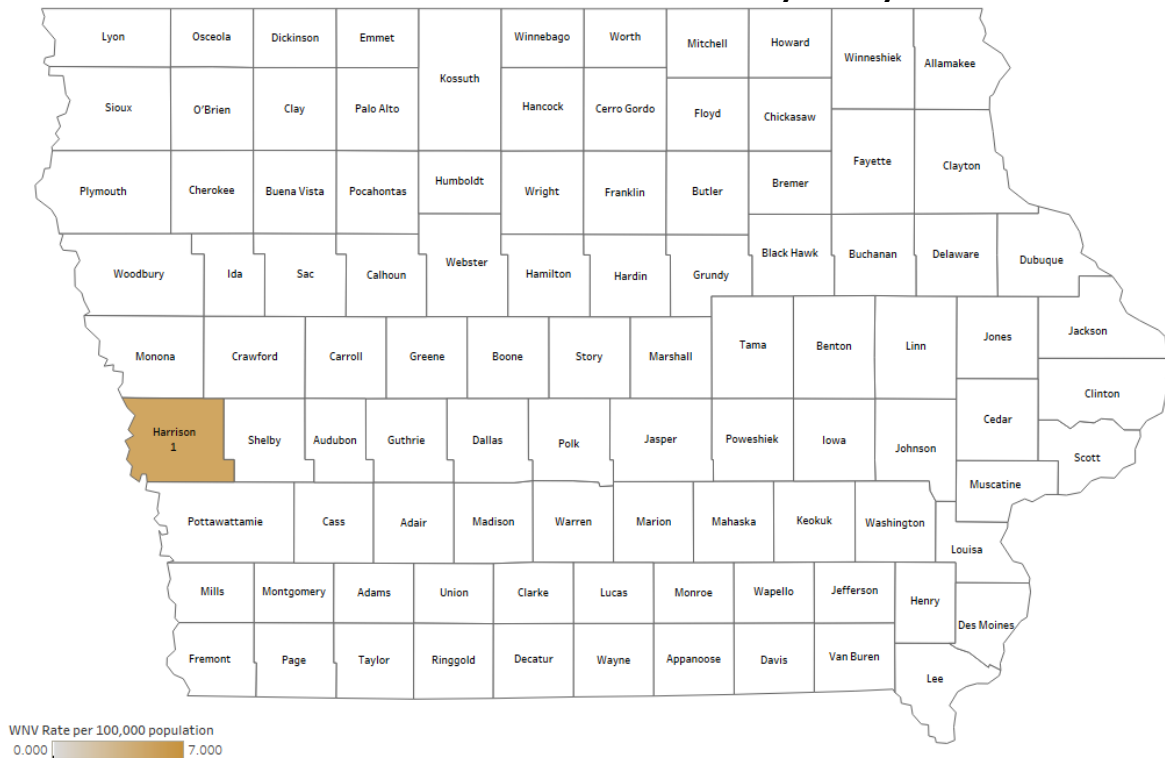 Lyon
Osceola
Dickinson
Emmet
Kossuth
Winnebago
Worth
Mitchell
Howard
Winneshiek
Allamakee
Sioux
O'Brien
Clay
Palo Alto
Hancock
Cerro Gordo
Floyd
Chickasaw
Fayette
Clayton
Plymouth
Cherokee
Buena Vista
Pocahontas
Humboldt
Wright
Franklin
Butler
Bremer
Woodbury
Ida
Sac
Calhoun
Webster
Hamilton
Hardin
Grundy
Black Hawk
Buchanan
Delaware
Dubuque
Monona
Crawford
Carroll
Greene
Boone
Story
Marshall
Tama
Benton
Linn
Jones
Jackson
Clinton
Harrison
1
Shelby
Audubon
Guthrie
Dallas
Polk
Jasper
Poweshiek
Iowa
Johnson
Cedar
Scott
Muscatine
Pottawattamie
Cass
Adair
Madison
Warren
Marion
Mahaska
Keokuk
Washington
Louisa
Mills
Montgomery
Adams
Union
Clarke
Lucas
Monroe
Wapello
Jefferson
Henry
Des Moines
Fremont
Page
Taylor
Ringgold
Decatur
Wayne
Appanoose
Davis
Van Buren
Lee
WNV Rate per 100,000 population
0.000 7.000